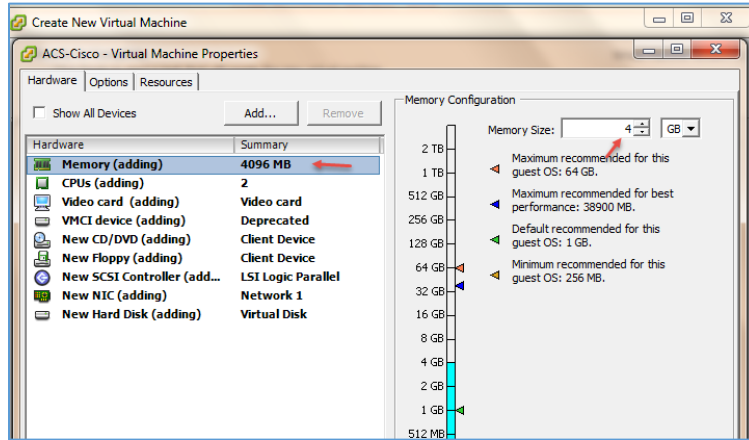 Create New Virtual Machine
ACS-Cisco - Virtual Machine Properties
Hardware Options Resources
Show All Devices Add... Remove
Hardware Summary
Memory (adding) 4096 MB
CPUs (adding) 2
Video card (adding) Video card
VMCI device (adding) Deprecated
New CD/DVD (adding) Client Device
New Floppy (adding) Client Device
New SCSI Controller (add... LSI Logic Parallel
New NIC (adding) Network 1
New Hard Disk (adding) Virtual Disk
Memory Configuration
Memory Size: 4 GB
2 TB
1 TB
512 GB
256 GB
128 GB
64 GB
32 GB
16 GB
8 GB
4 GB
2 GB
1 GB
512 MB
Maximum recommended for this
guest OS: 64 GB.
Maximum recommended for best
performance: 38900 MB.
Default recommended for this
guest OS: 1 GB.
Minimum recommended for this
guest OS: 256 MB.